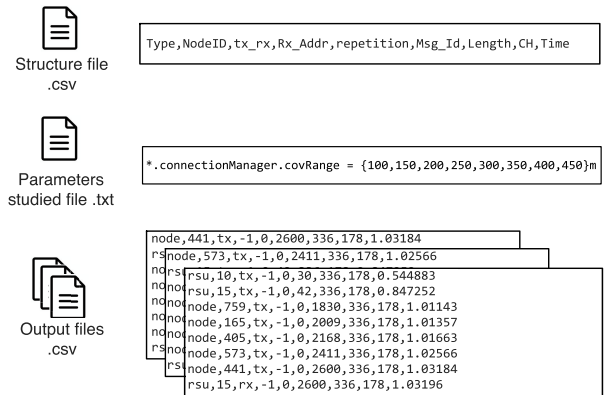 Structure file
.csv
Type,NodeID,tx_rx,Rx_Addr,repetition,Msg_Id,Length,CH,Time
Parameters
studied file .txt
*.connectionManager.covRange = {100,150,200,250,300,350,400,450}m
Output files
.csv
node,441,tx,-1,0,2600,336,178,1.03184
node,573,tx,-1,0,2411,336,178,1.02566
rsu,10,tx,-1,0,30,336,178,0.544883
rsu,15,tx,-1,0,42,336,178,0.847252
node,759,tx,-1,0,1830,336,178,1.01143
node,165,tx,-1,0,2009,336,178,1.01357
node,405,tx,-1,0,2168,336,178,1.01663
node,573,tx,-1,0,2411,336,178,1.02566
node,441,tx,-1,0,2600,336,178,1.03184
rsu,15,rx,-1,0,2600,336,178,1.03196